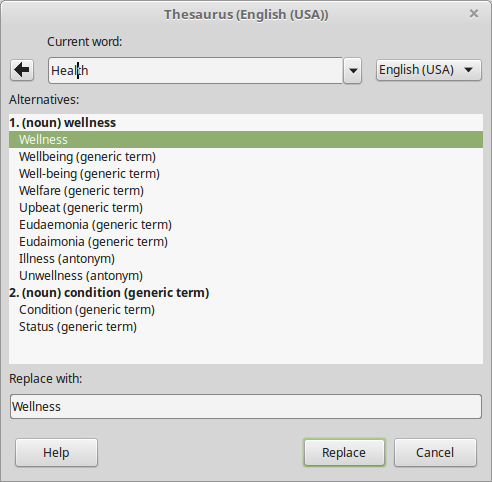 Thesaurus (English (USA))
Current word:
Health
English (USA)
Alternatives:
1. (noun) wellness
Wellness
Wellbeing (generic term)
Well-being (generic term)
Welfare (generic term)
Upbeat (generic term)
Eudaemonia (generic term)
Eudaimonia (generic term)
Illness (antonym)
Unwellness (antonym)
2. (noun) condition (generic term)
Condition (generic term)
Status (generic term)
Replace with:
Wellness
Help Replace Cancel